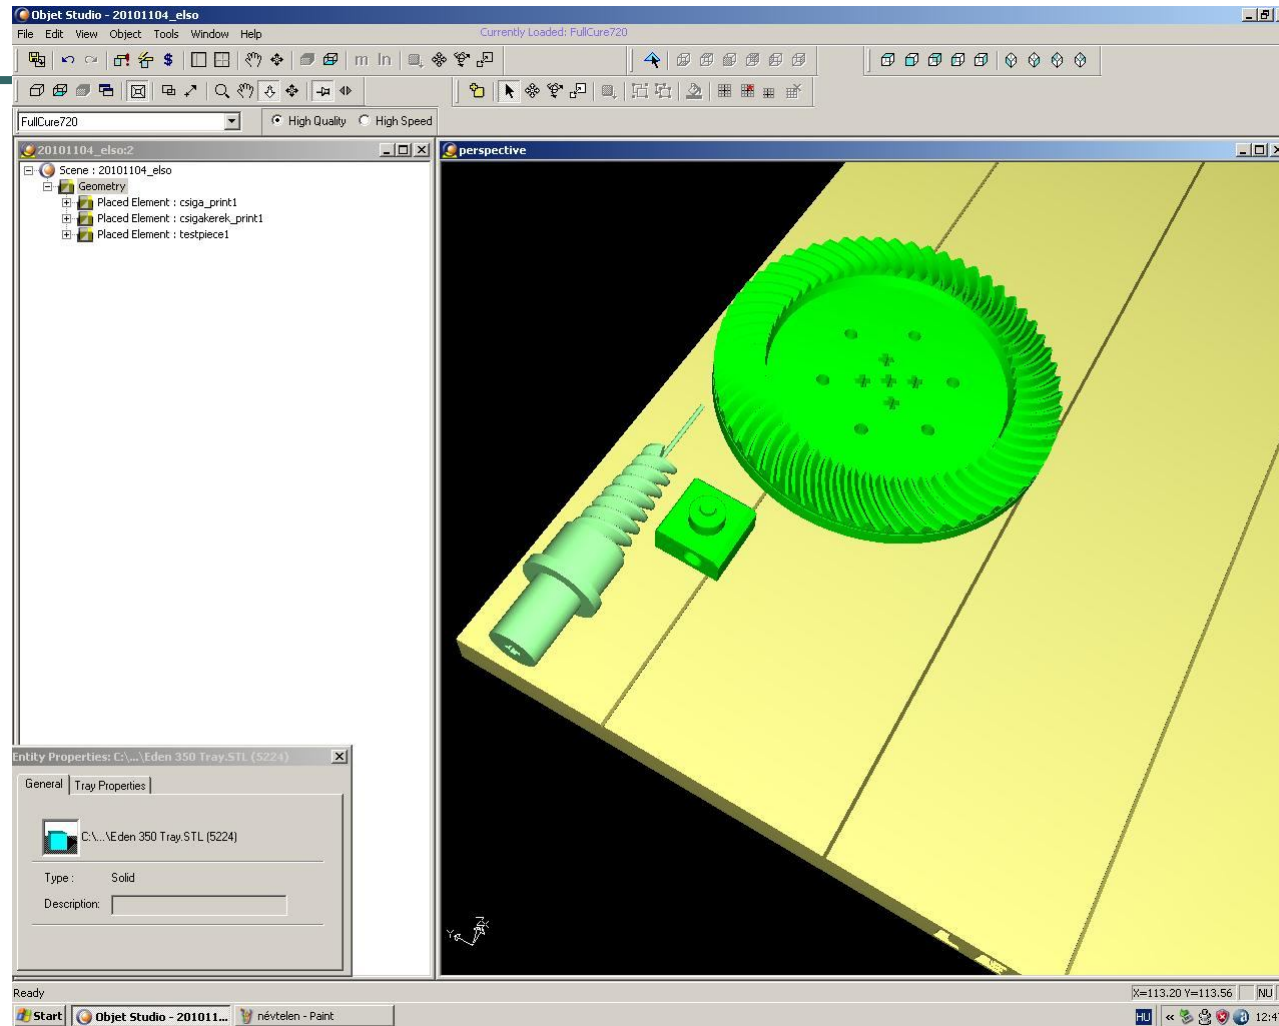 Objet Studio - 20101104_elso
File Edit View Object Tools Window Help
Currently Loaded: FullCure720
m In
FullCure720
High Quality High Speed
20101104_elso:2
perspective
Scene : 20101104_elso
Geometry
Placed Element : csiga_print1
Placed Element : csigakerek_print1
Placed Element : testpiece1
Entity Properties: C:\...\Eden 350 Tray.STL (5224)
General Tray Properties
C:\...\Eden 350 Tray.STL (5224)
Type : Solid
Description:
Ready
X=113.20 Y=113.56 NU
Start Objet Studio - 201011... névtelen - Paint HU «